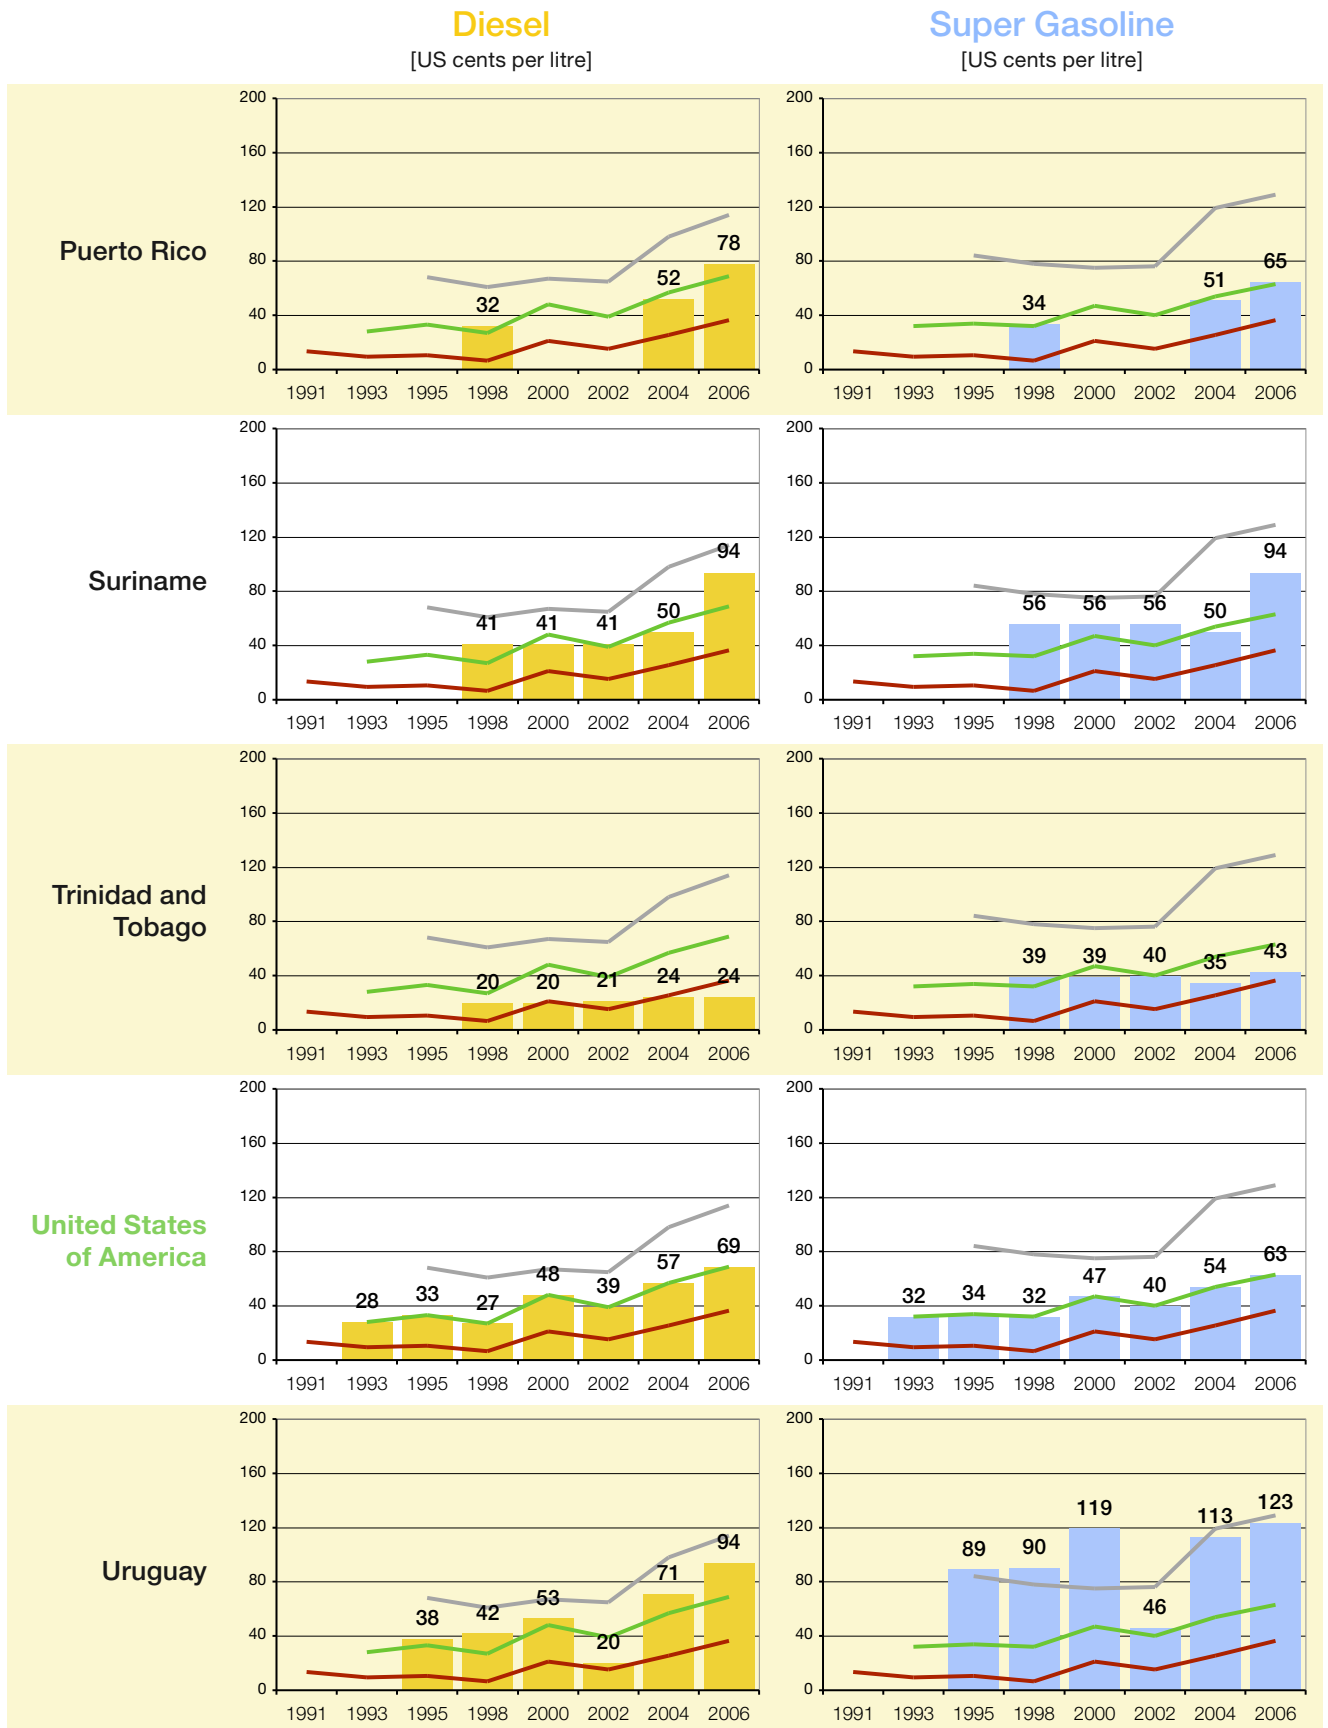 Diesel
[US cents per litre]
Super Gasoline
[US cents per litre]
Puerto Rico
200
160
120
80
40
0
32
52
78
1991 1993 1995 1998 2000 2002 2004 2006
200
160
120
80
40
0
34
51
65
1991 1993 1995 1998 2000 2002 2004 2006
Suriname
200
160
120
80
40
0
41 41 41 50 94
1991 1993 1995 1998 2000 2002 2004 2006
200
160
120
80
40
0
56 56 56 50 94
1991 1993 1995 1998 2000 2002 2004 2006
Trinidad and
Tobago
200
160
120
80
40
0
20 20 21 24 24
1991 1993 1995 1998 2000 2002 2004 2006
200
160
120
80
40
0
39 39 40 35 43
1991 1993 1995 1998 2000 2002 2004 2006
United States
of America
200
160
120
80
40
0
28 33 27 48 39 57 69
1991 1993 1995 1998 2000 2002 2004 2006
200
160
120
80
40
0
32 34 32 47 40 54 63
1991 1993 1995 1998 2000 2002 2004 2006
Uruguay
200
160
120
80
40
0
38 42 53 20 71 94
1991 1993 1995 1998 2000 2002 2004 2006
200
160
120
80
40
0
89 90 119 46 113 123
1991 1993 1995 1998 2000 2002 2004 2006